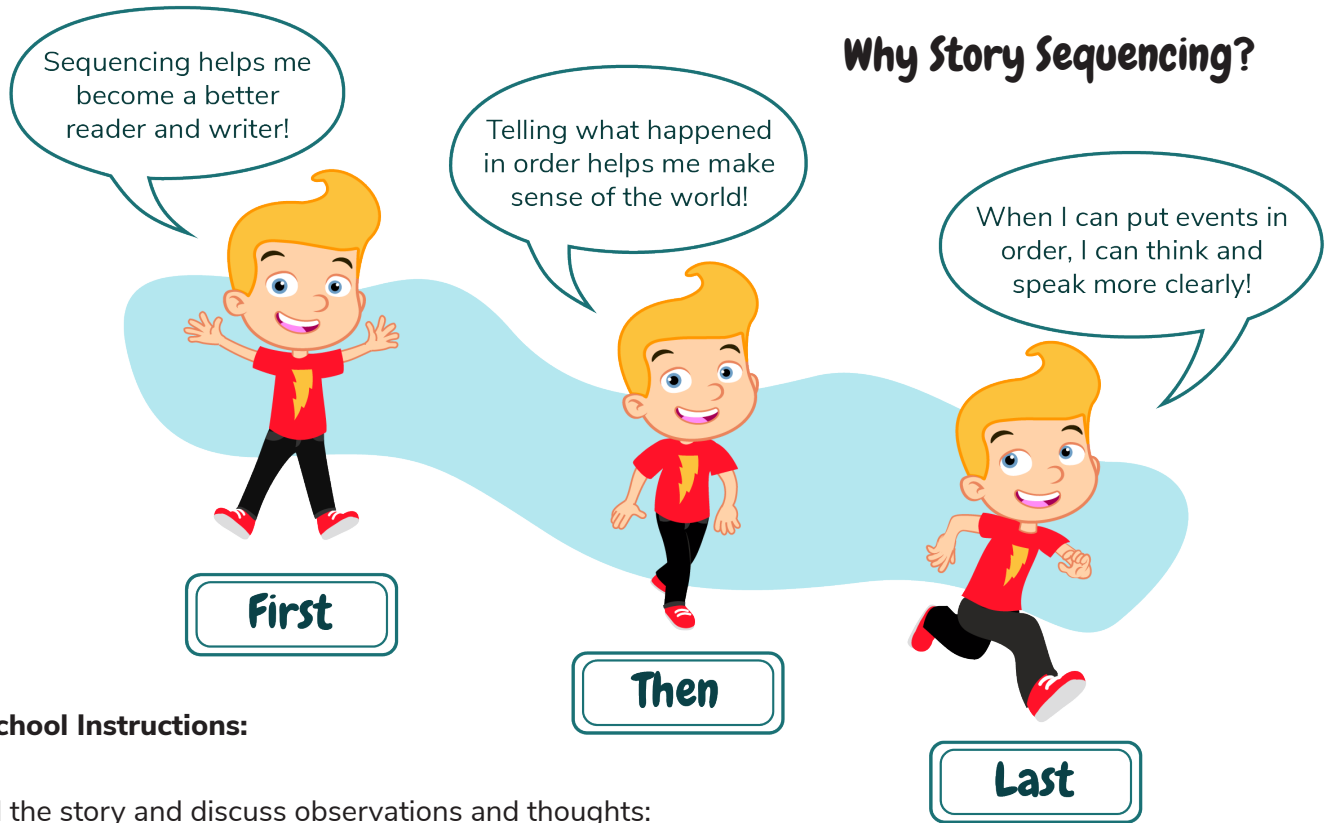 Why Story Sequencing?
Sequencing helps me
become a better
reader and writer!
Telling what happened
in order helps me make
sense of the world!
When I can put events in
order, I can think and
speak more clearly!
First
Then
Last
Instructions:
the story and discuss observations and thoughts: